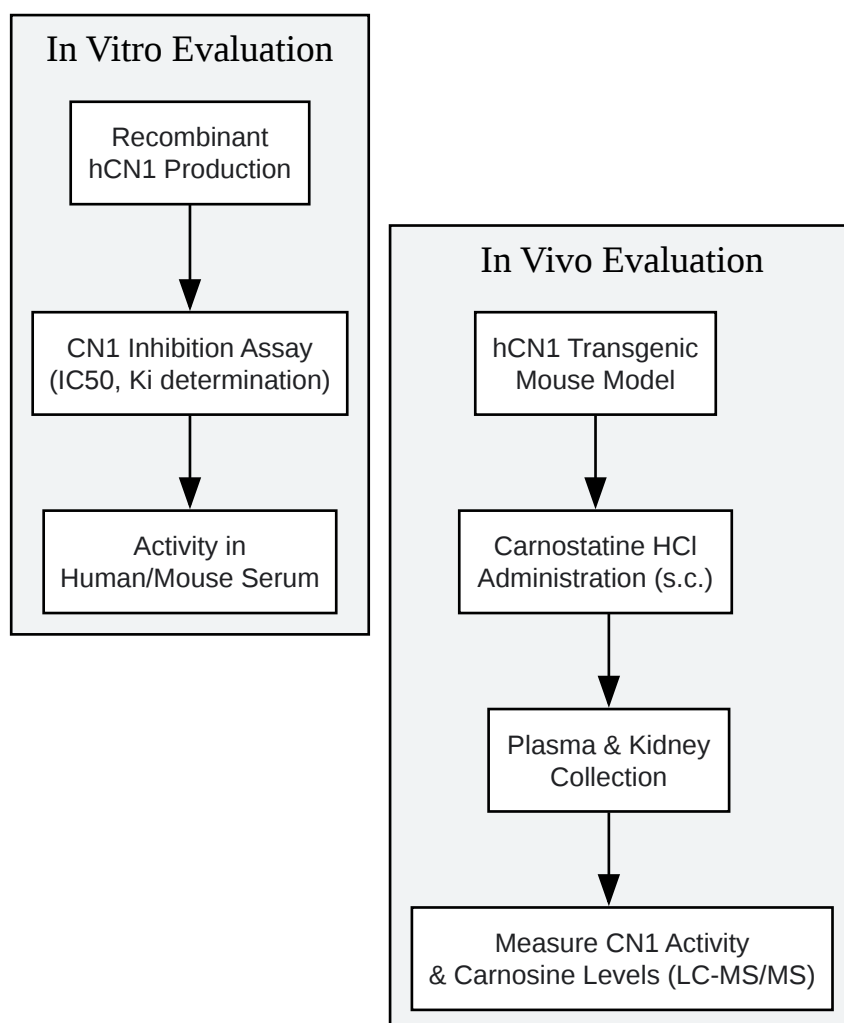 In Vitro Evaluation
Recombinant
hCN1 Production
CN1 Inhibition Assay
(IC50, Ki determination)
Activity in
Human/Mouse Serum
In Vivo Evaluation
hCN1 Transgenic
Mouse Model
Carnostatine HCl
Administration (s.c.)
Plasma & Kidney
Collection
Measure CN1 Activity
& Carnosine Levels (LC-MS/MS)